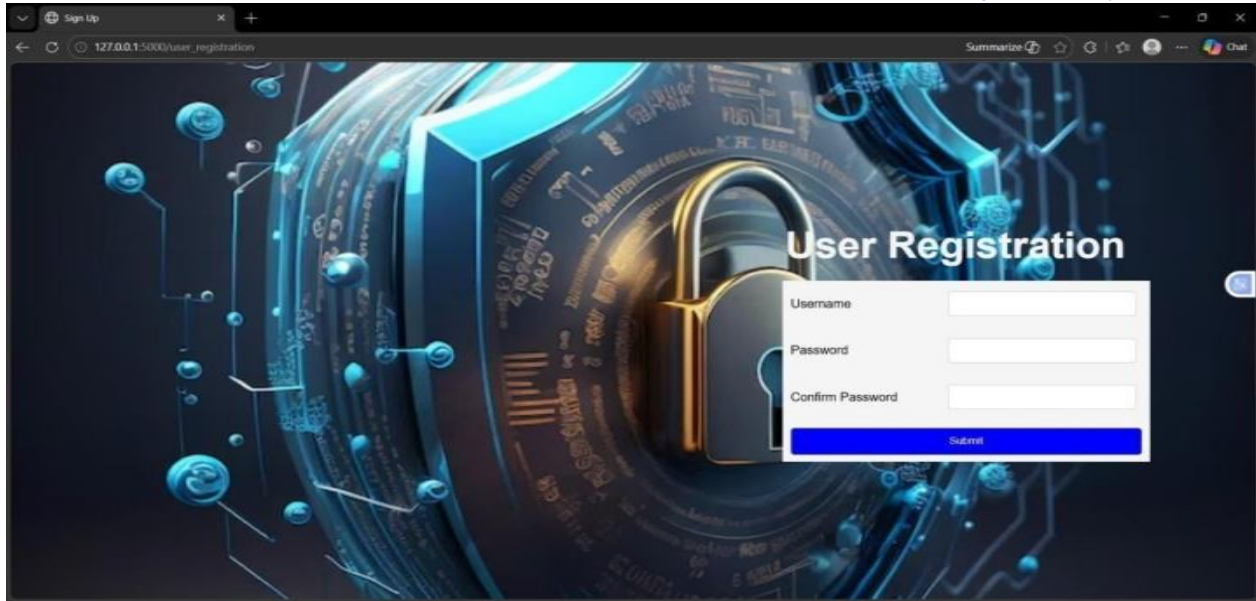 Sign Up
127.0.0.1:5000/user_registration
Summarize
Chat
User Registration
Username
Password
Confirm Password
Submit